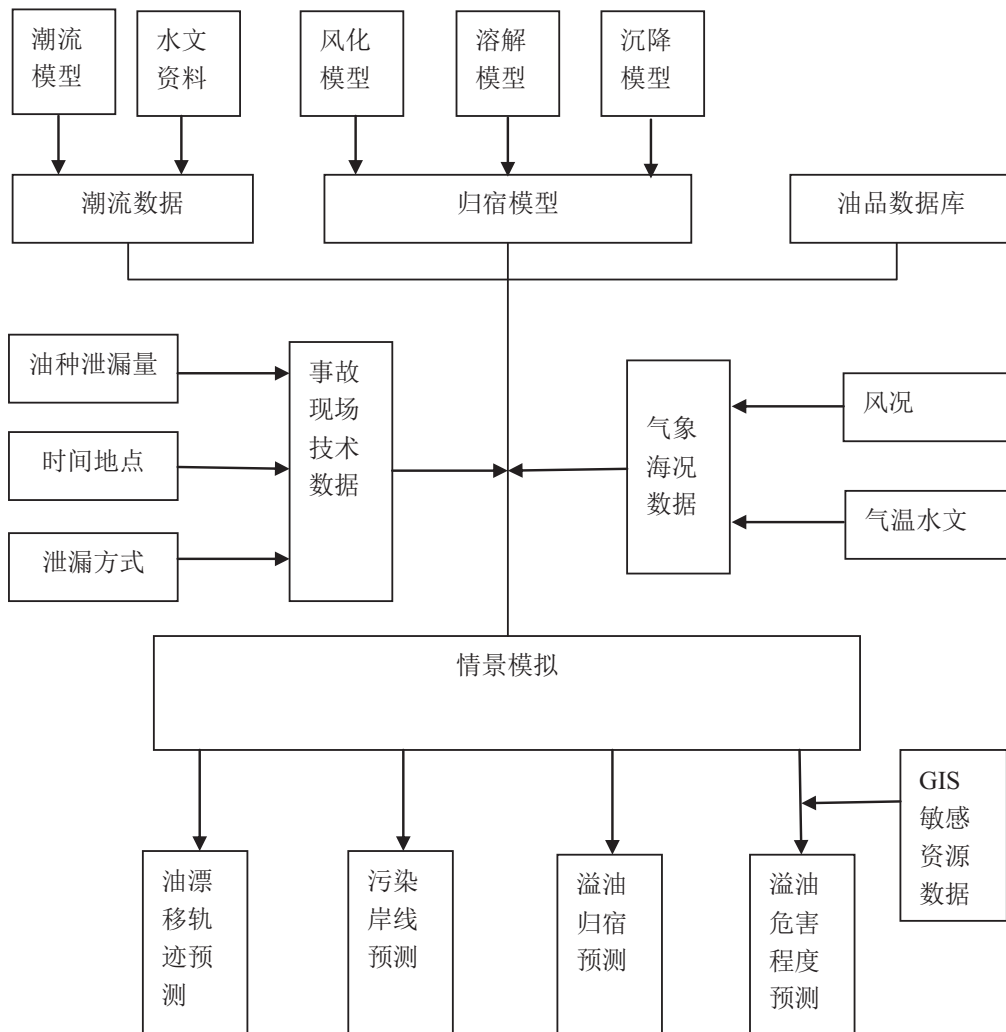 潮流
模型
水文
资料
风化
模型
溶解
模型
沉降
模型
潮流数据
归宿模型
油品数据库
油种泄漏量
时间地点
泄漏方式
事故
现场
技术
数据
气象
海况
数据
风况
气温水文
情景模拟
GIS
敏感
资源
数据
油漂
移轨
迹预
测
污染
岸线
预测
溢油
归宿
预测
溢油
危害
程度
预测